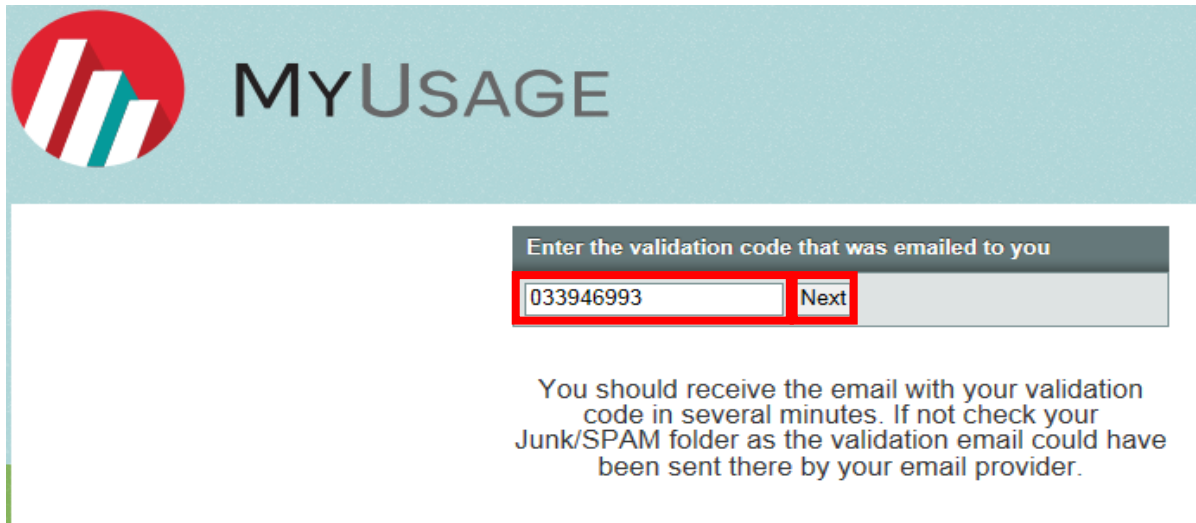 MYUSAGE
Enter the validation code that was emailed to you
033946993 Next
You should receive the email with your validation
code in several minutes. If not check your
Junk/SPAM folder as the validation email could have
been sent there by your email provider.